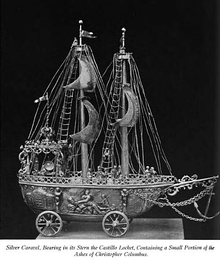 Silver Caravel, Bearing in its Stern the Castillo Locket, Containing a Small Portion of the
Ashes of Christopher Columbus.